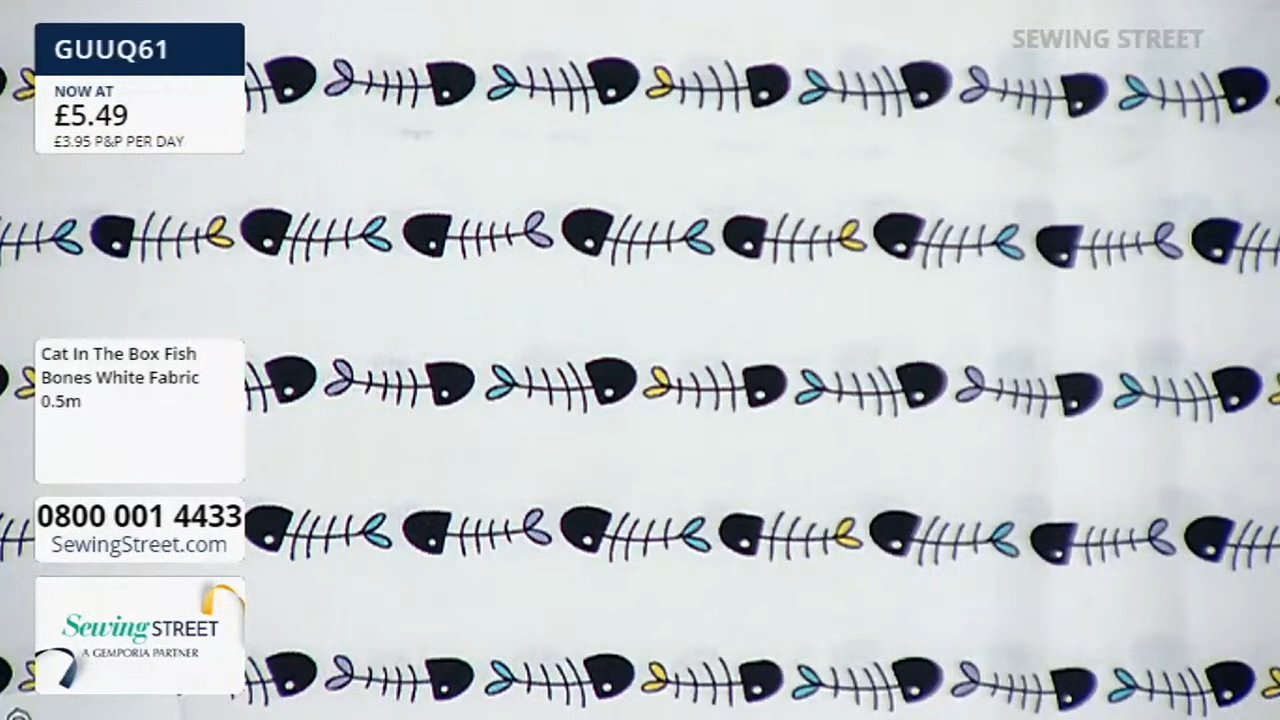 GUUQ61
NOW AT
£5.49
£3.95 P&P PER DAY
SEWING STREET
Cat In The Box Fish
Bones White Fabric
0.5m
0800 001 4433
SewingStreet.com
Sewing STREET
A GEMPORIA PARTNER